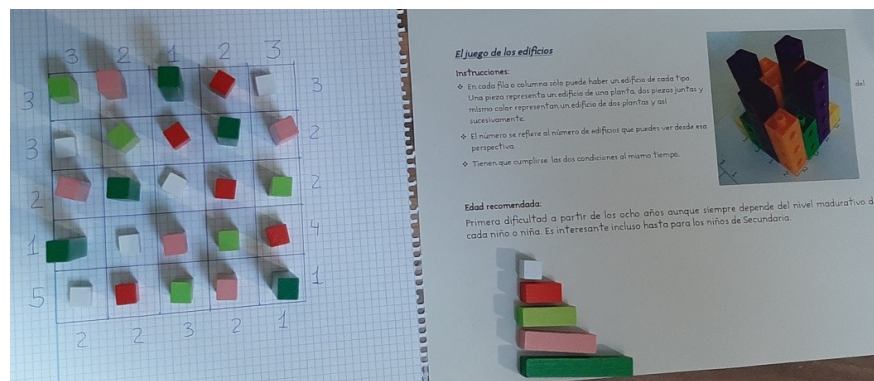 3 2 1 2 3
3 3
3 2
2 2
1 4
5 1
2 2 3 2 1
El juego de los edificios
Instrucciones:
❖ En cada fila o columna sólo puede haber un edificio de cada tipo.
Una pieza representa un edificio de una planta, dos piezas juntas y del
mismo color representan un edificio de dos plantas y así
sucesivamente.
❖ El número se refiere al número de edificios que puedes ver desde esa
perspectiva.
❖ Tienen que cumplirse las dos condiciones al mismo tiempo.
Edad recomendada:
Primera dificultad a partir de los ocho años aunque siempre depende del nivel madurativo d
cada niño o niña. Es interesante incluso hasta para los niños de Secundaria.